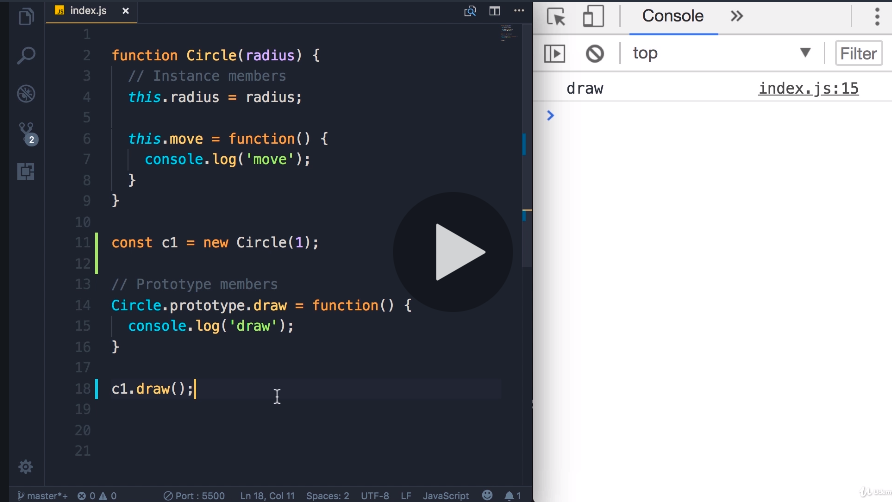 index.js
1
2 function Circle(radius) {
3 // Instance members
4 this.radius = radius;
5
6 this.move = function() {
7 console.log('move');
8 }
9 }
10
11 const c1 = new Circle(1);
12
13 // Prototype members
14 Circle.prototype.draw = function() {
15 console.log('draw');
16 }
17
18 c1.draw();
19
20
21
2
master*+ 0 0 Port : 5500 Ln 18, Col 11 Spaces: 2 UTF-8 LF JavaScript 1
Console
top Filter
draw index.js:15
Udemy